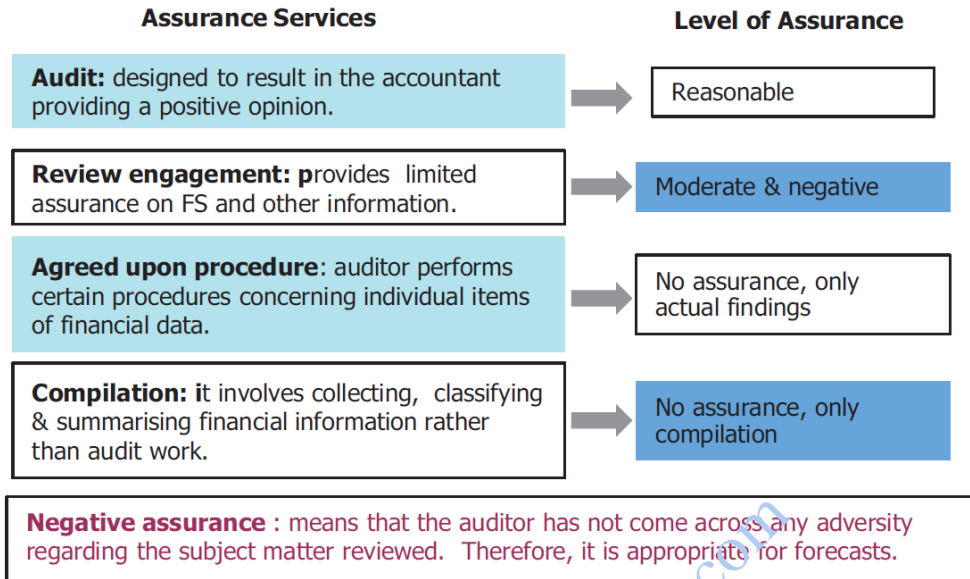 Assurance Services
Level of Assurance
Audit: designed to result in the accountant
providing a positive opinion.
Reasonable
Review engagement: provides limited
assurance on FS and other information.
Moderate & negative
Agreed upon procedure: auditor performs
certain procedures concerning individual items
of financial data.
No assurance, only
actual findings
Compilation: it involves collecting, classifying
& summarising financial information rather
than audit work.
No assurance, only
compilation
Negative assurance : means that the auditor has not come across any adversity
regarding the subject matter reviewed. Therefore, it is appropriate for forecasts.
com